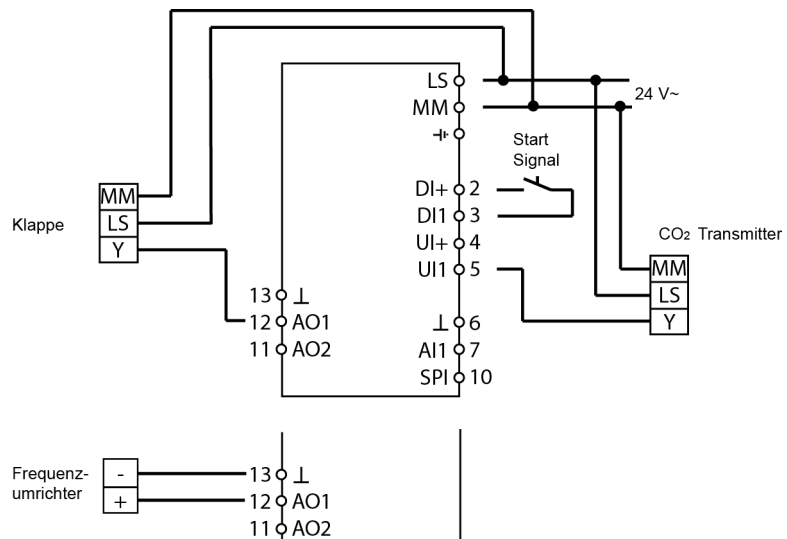 LS
MM
24 V~
Start
Signal
DI+ 2
DI1 3
UI+ 4
UI1 5
Klappe
MM
LS
Y
CO₂ Transmitter
MM
LS
Y
13 ⊥
12 AO1
11 AO2
⊥ 6
AI1 7
SPI 10
Frequenz-
umrichter
-
+
13 ⊥
12 AO1
11 AO2